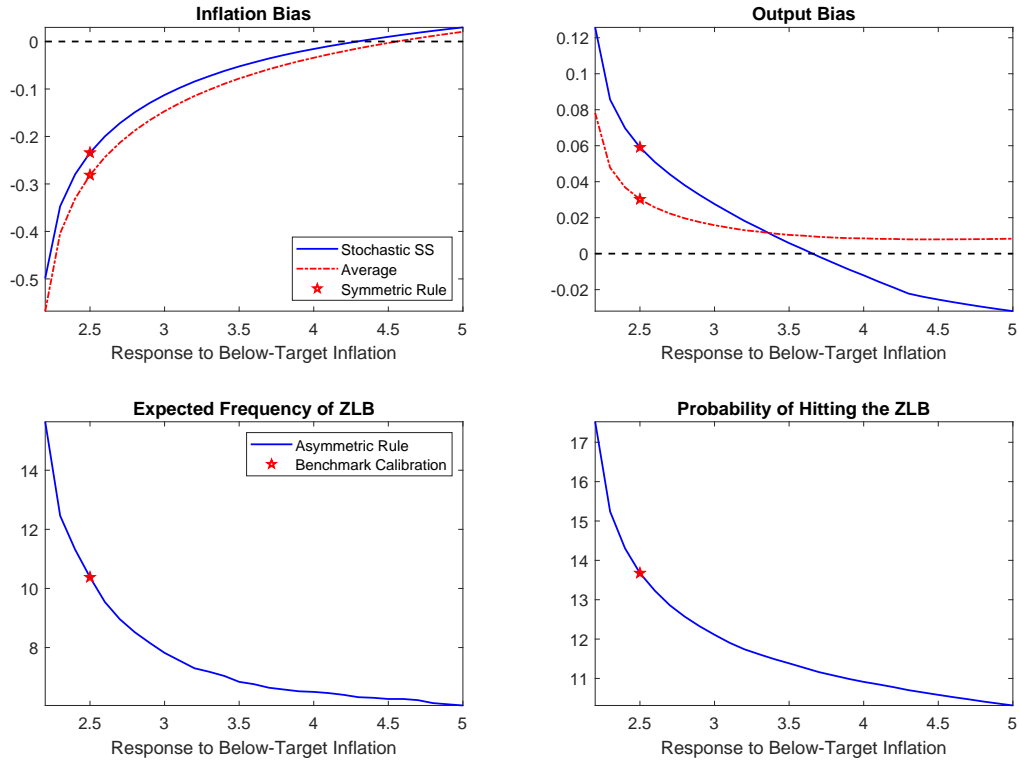 Inflation Bias
0
-0.1
-0.2
-0.3
-0.4
-0.5
2.5 3 3.5 4 4.5 5
Response to Below-Target Inflation
Stochastic SS
Average
Symmetric Rule
Output Bias
0.12
0.1
0.08
0.06
0.04
0.02
0
-0.02
2.5 3 3.5 4 4.5 5
Response to Below-Target Inflation
Expected Frequency of ZLB
14
12
10
8
2.5 3 3.5 4 4.5 5
Response to Below-Target Inflation
Asymmetric Rule
Benchmark Calibration
Probability of Hitting the ZLB
17
16
15
14
13
12
11
2.5 3 3.5 4 4.5 5
Response to Below-Target Inflation